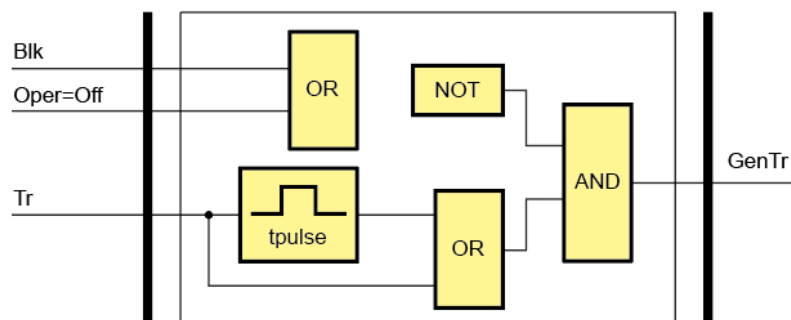 Blk
OR
NOT
Oper=Off
GenTr
AND
Tr
tpulse
OR